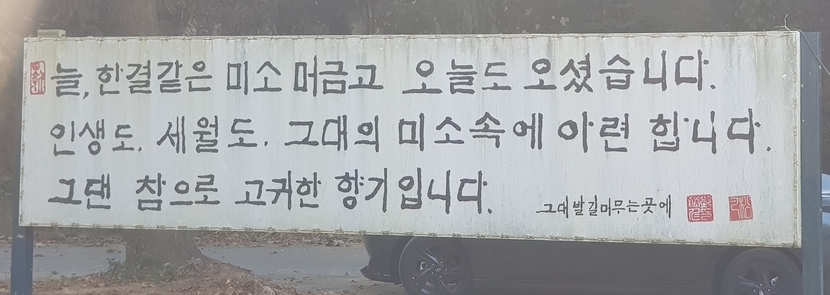 늘, 한결같은 미소 머금고 오늘도 오셨습니다.
인생도, 세월도, 그대의 미소속에 아련 합니다.
그댄 참으로 고귀한 향기입니다.
그대 발길머무는곳에